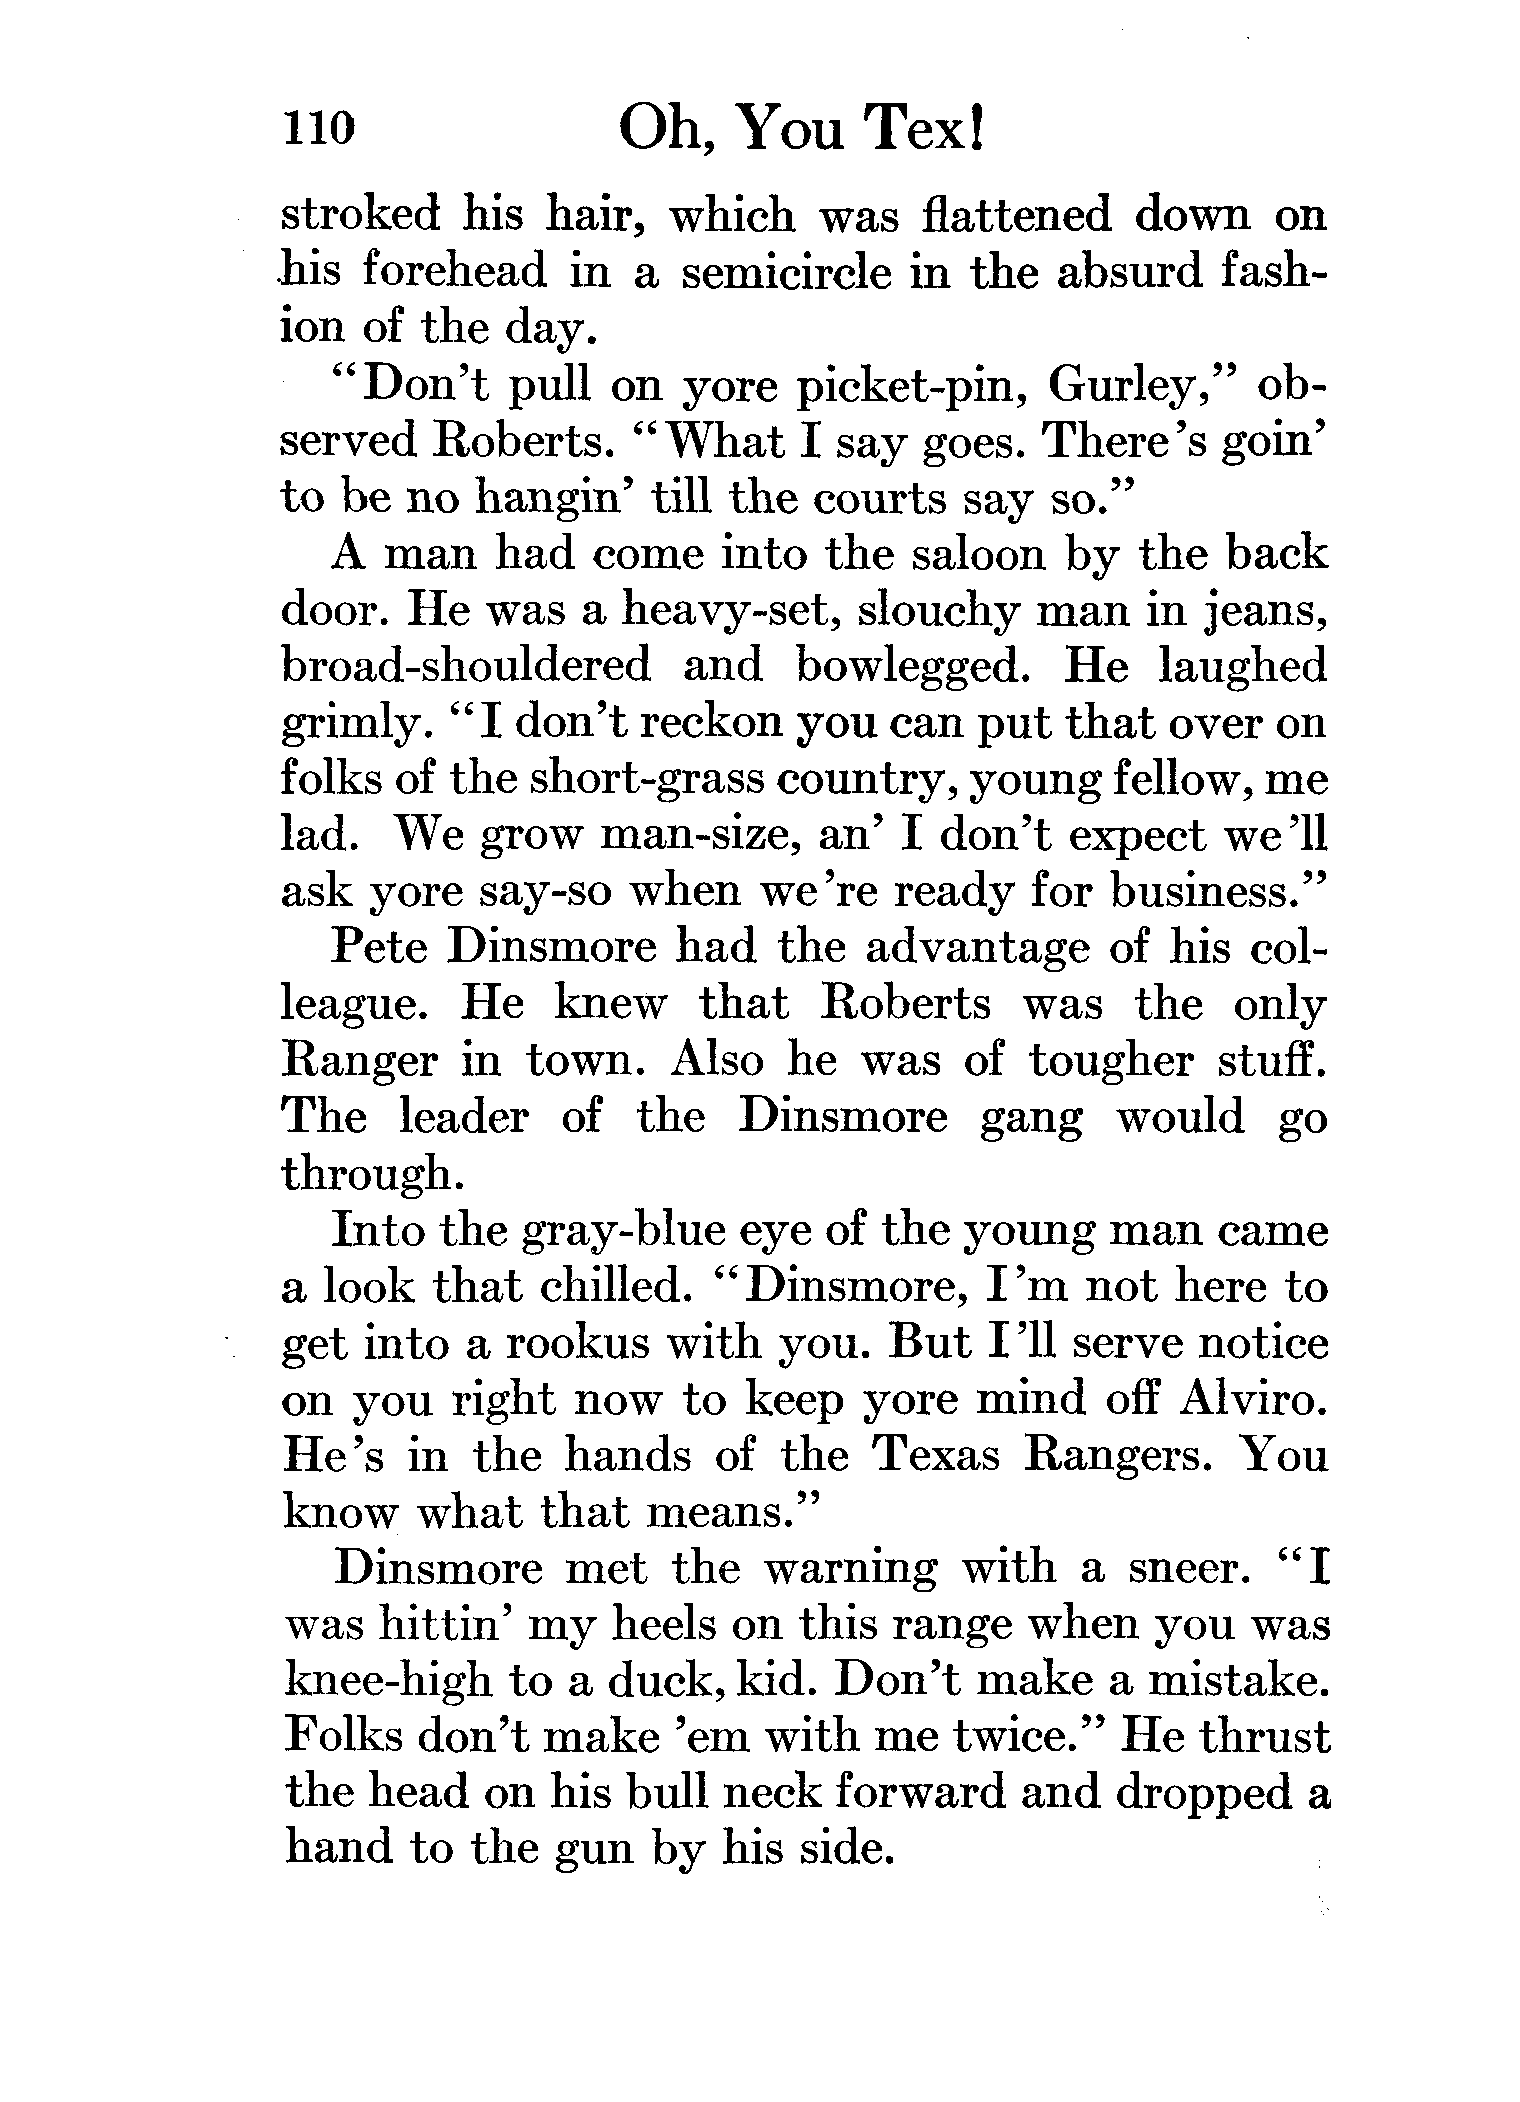 110 Oh, You Tex!
stroked his hair, which was flattened down on
his forehead in a semicircle in the absurd fash-
ion of the day.
"Don't pull on yore picket-pin, Gurley," ob-
served Roberts. "What I say goes. There's goin'
to be no hangin' till the courts say so."
A man had come into the saloon by the back
door. He was a heavy-set, slouchy man in jeans,
broad-shouldered and bowlegged. He laughed
grimly. "I don't reckon you can put that over on
folks of the short-grass country, young fellow, me
lad. We grow man-size, an' I don't expect we'll
ask yore say-so when we're ready for business."
Pete Dinsmore had the advantage of his col-
league. He knew that Roberts was the only
Ranger in town. Also he was of tougher stuff.
The leader of the Dinsmore gang would go
through.
Into the gray-blue eye of the young man came
a look that chilled. "Dinsmore, I'm not here to
get into a rookus with you. But I'll serve notice
on you right now to keep yore mind off Alviro.
He's in the hands of the Texas Rangers. You
know what that means."
Dinsmore met the warning with a sneer. "I
was hittin' my heels on this range when you was
knee-high to a duck, kid. Don't make a mistake.
Folks don't make 'em with me twice." He thrust
the head on his bull neck forward and dropped a
hand to the gun by his side.